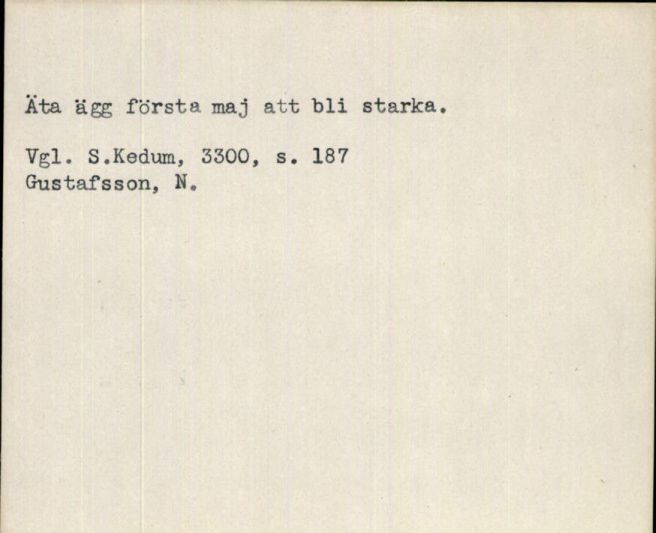 Äta ägg första maj att bli starka.
Vgl. S.Kedum, 3300, s. 187
Gustafsson, N.